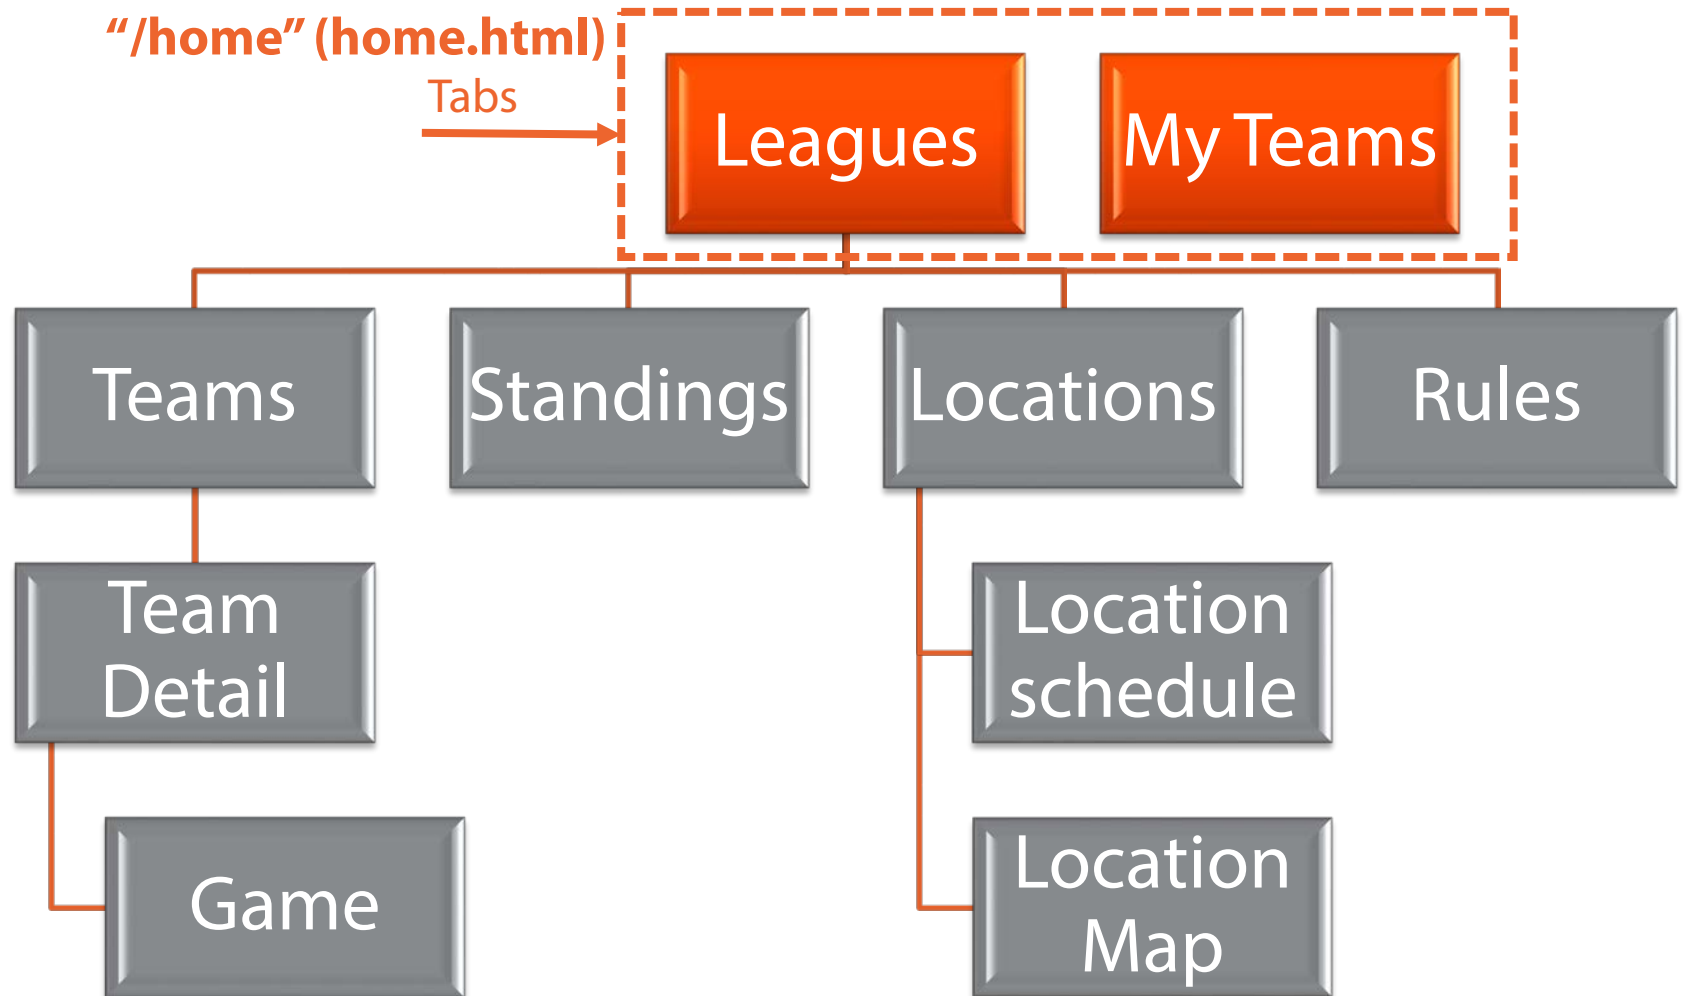 “/home” (home.html)
Tabs
Leagues
My Teams
Teams
Standings
Locations
Rules
Team
Detail
Location
schedule
Game
Location
Map